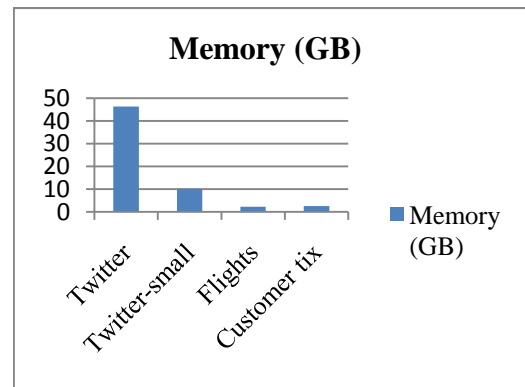 Memory (GB)
50
40
30
20
10
0
Twitter
Twitter-small
Flights
Customer tix
Memory
(GB)